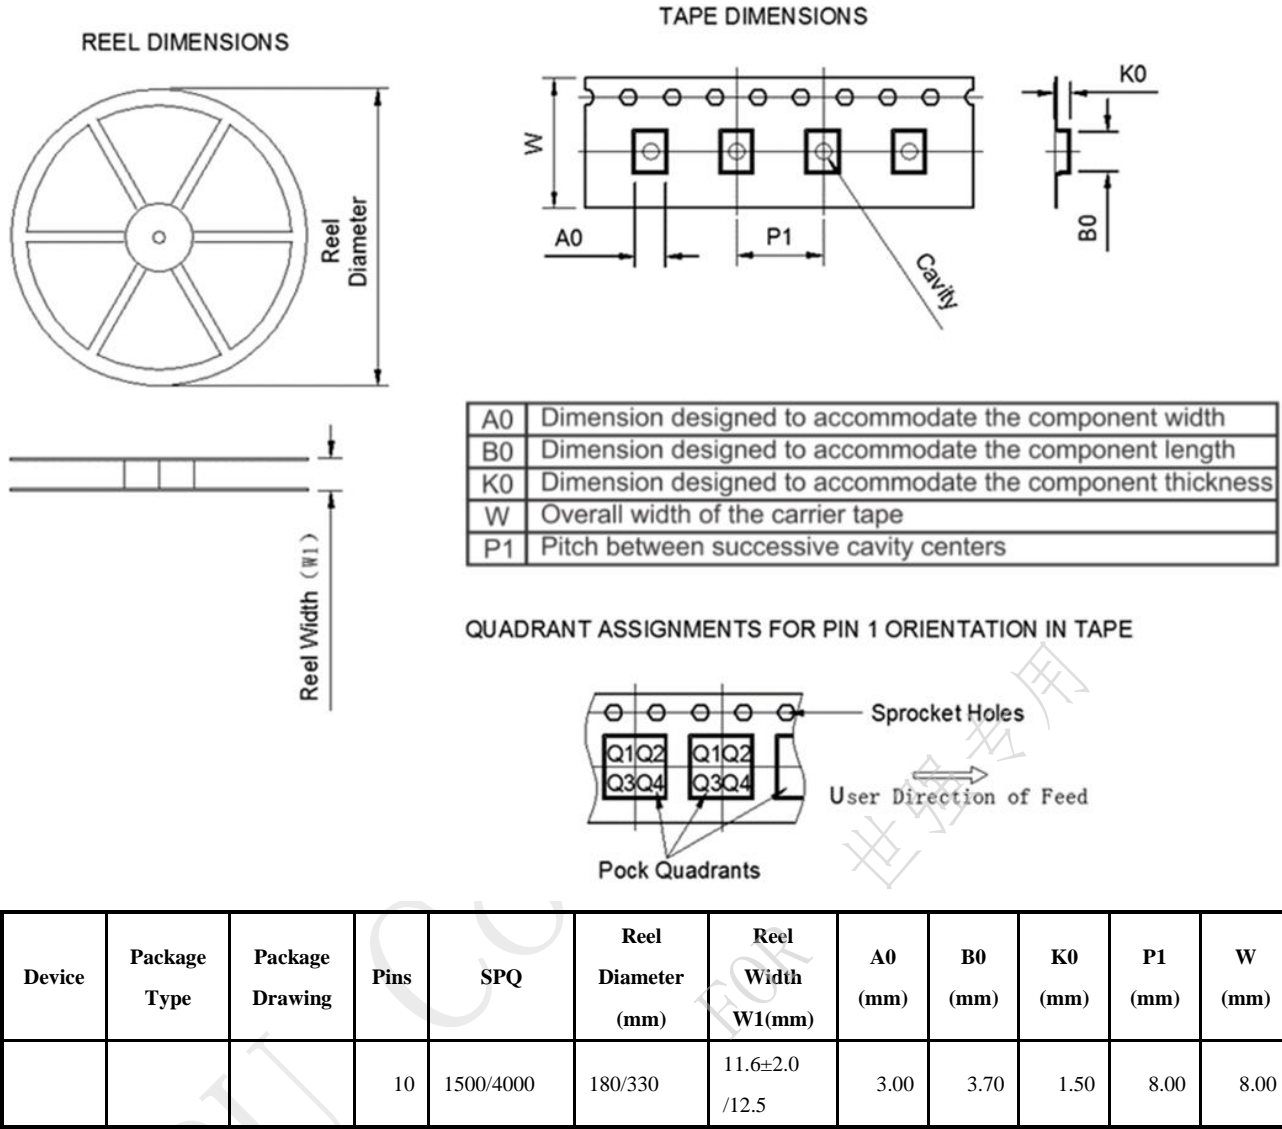 REEL DIMENSIONS
Reel
Diameter
Reel Width (W1)
TAPE DIMENSIONS
W
A0
P1
Cavity
K0
B0
A0 Dimension designed to accommodate the component width
B0 Dimension designed to accommodate the component length
K0 Dimension designed to accommodate the component thickness
W Overall width of the carrier tape
P1 Pitch between successive cavity centers
QUADRANT ASSIGNMENTS FOR PIN 1 ORIENTATION IN TAPE
Sprocket Holes
Q1 Q2 Q1 Q2
Q3 Q4 Q3 Q4
User Direction of Feed
Pock Quadrants
世强专用
FOR
Device Package Type Package Drawing Pins SPQ Reel Diameter (mm) Reel Width W1(mm) A0 (mm) B0 (mm) K0 (mm) P1 (mm) W (mm)
10 1500/4000 180/330 11.6±2.0 /12.5 3.00 3.70 1.50 8.00 8.00